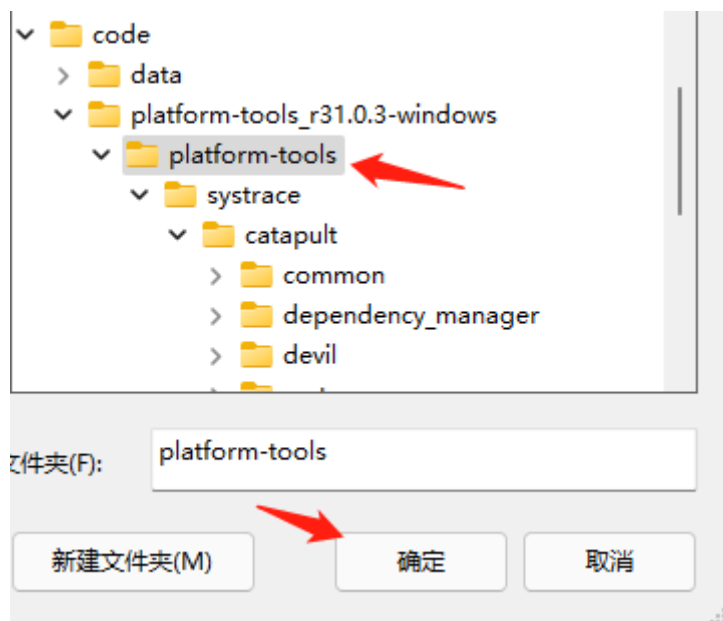 code
data
platform-tools_r31.0.3-windows
platform-tools
systrace
catapult
common
dependency_manager
devil
件夹(F): platform-tools
新建文件夹(M) 确定 取消